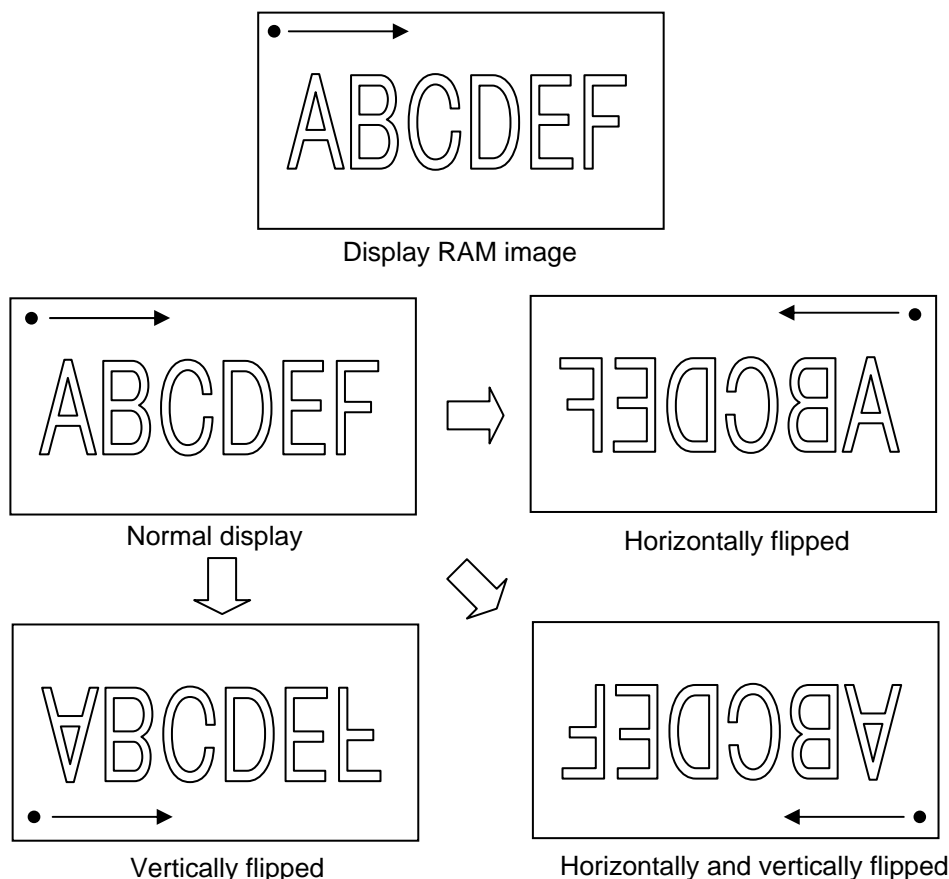 ABCDEF
Display RAM image
ABCDEF
ABCDEF
Normal display
Horizontally flipped
ABCDEF
ABCDEF
Vertically flipped
Horizontally and vertically flipped